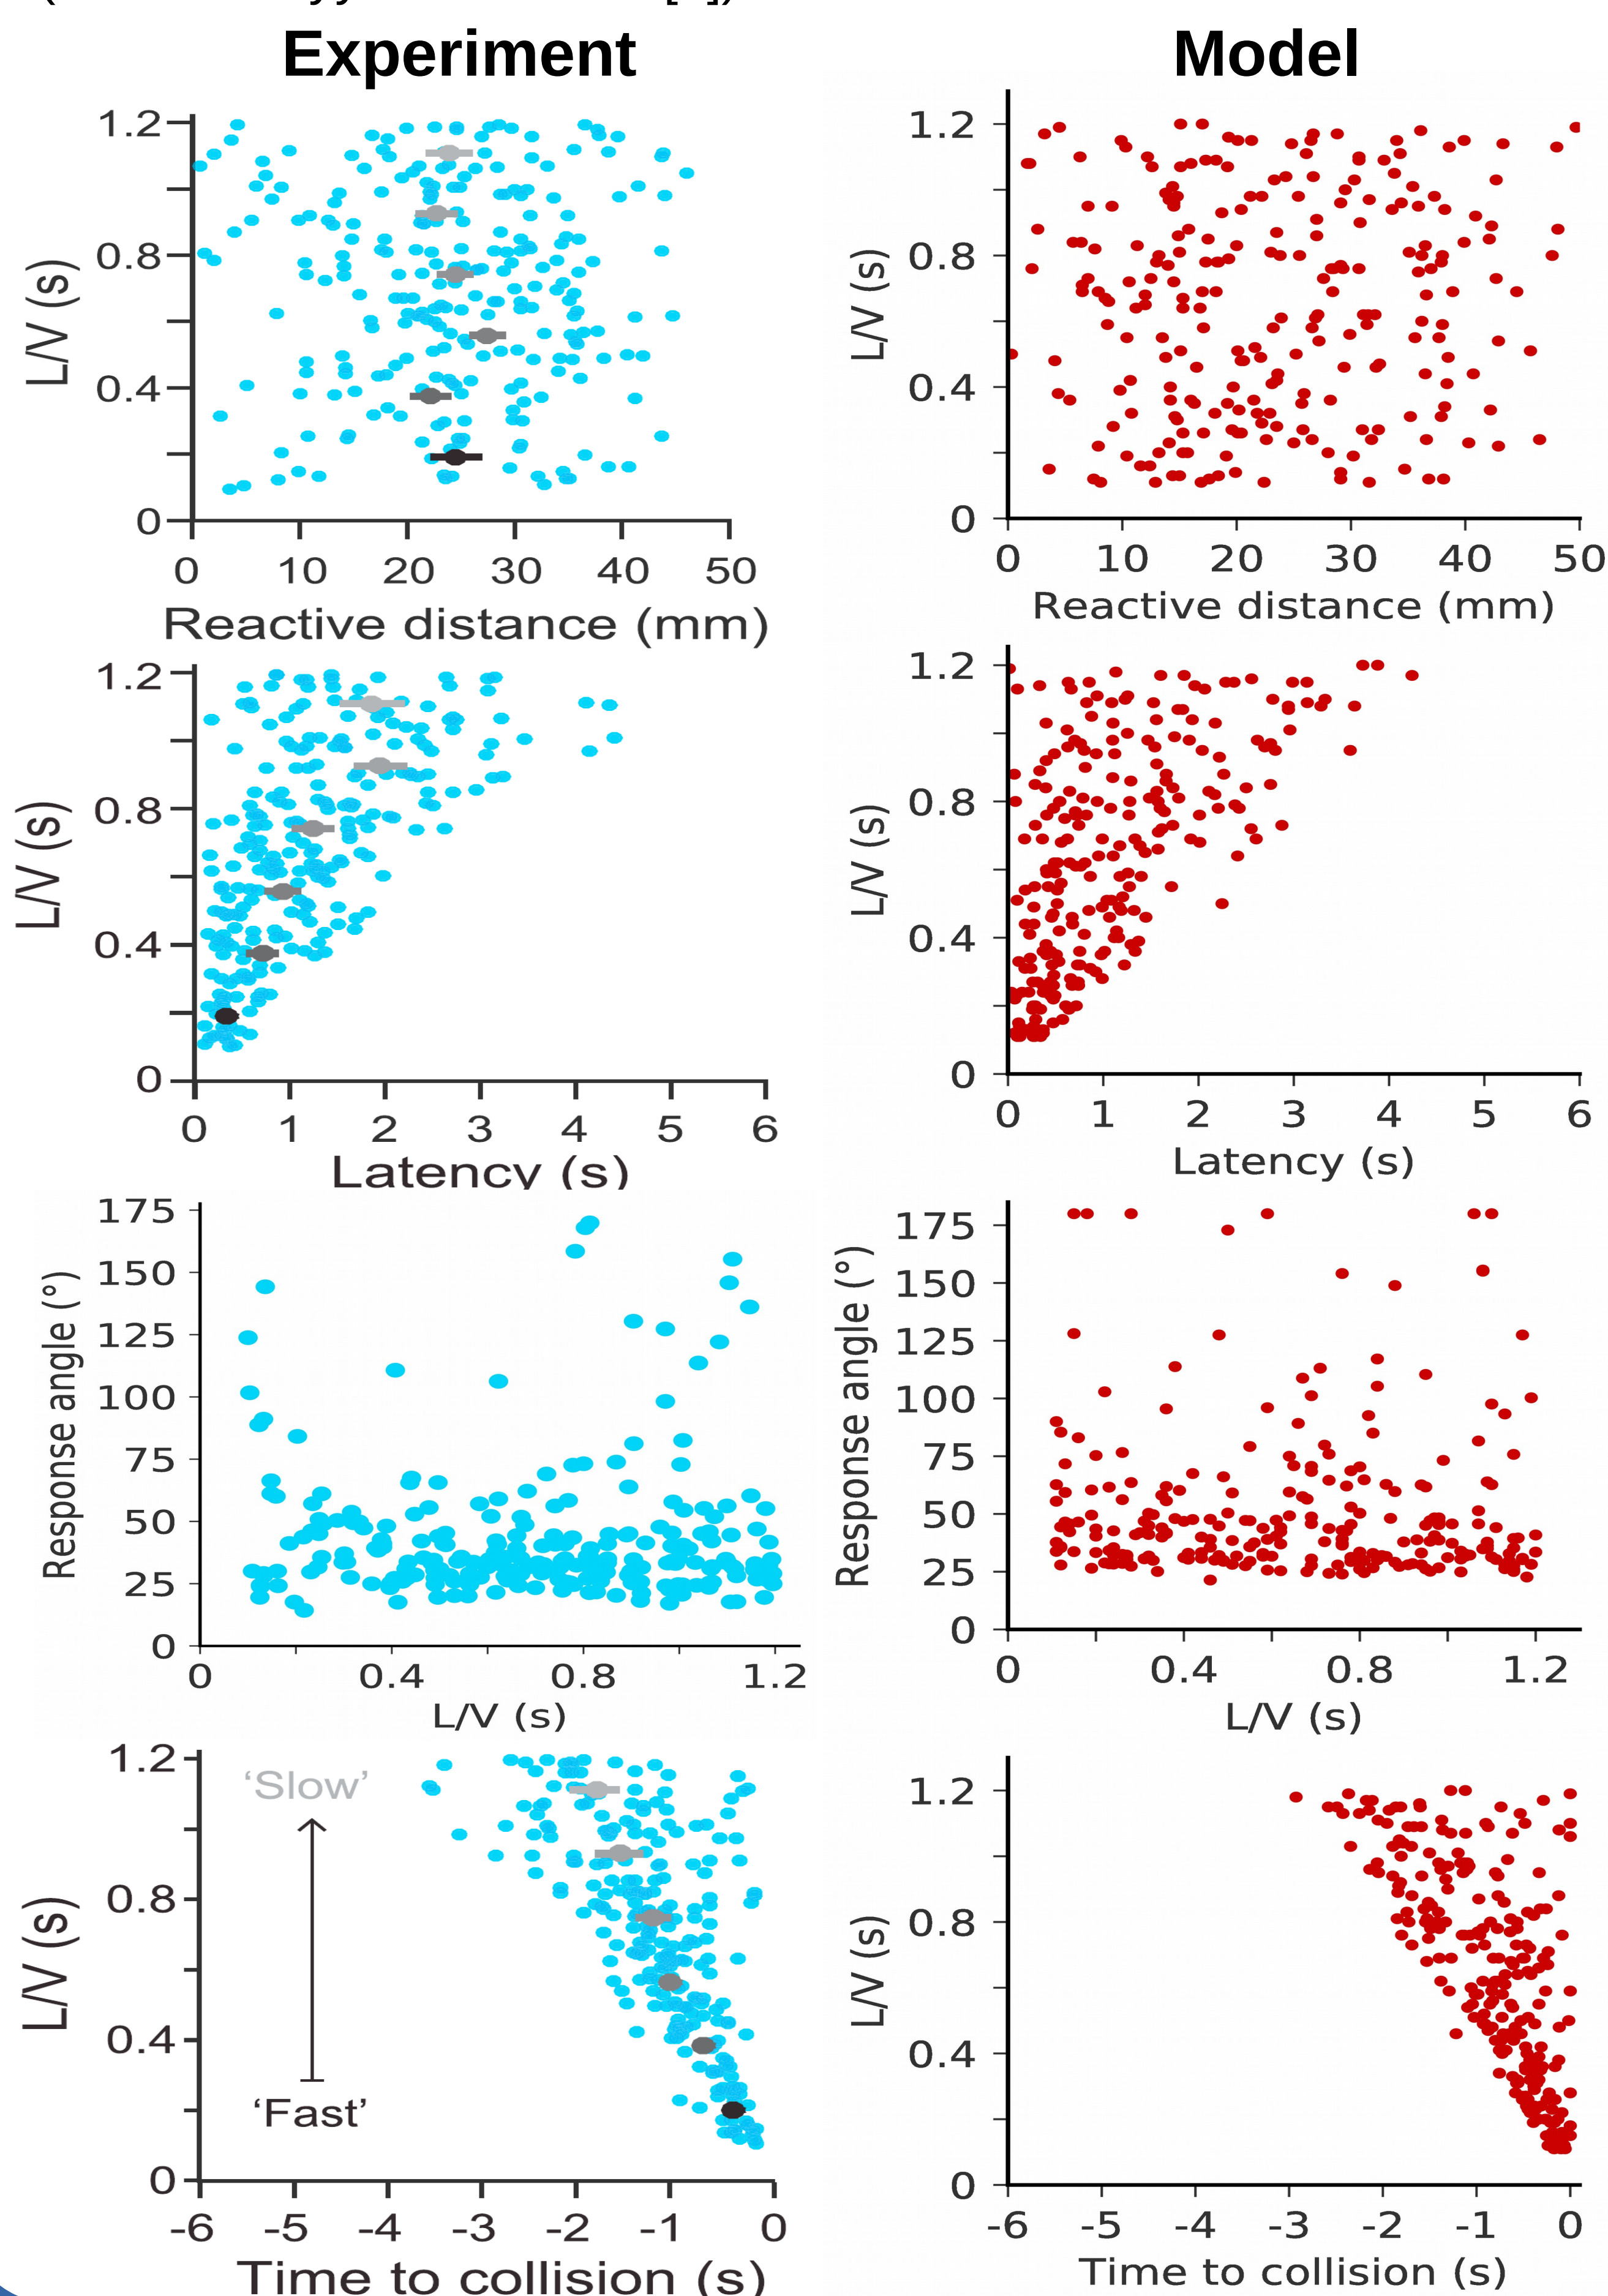 Experiment
Model
1.2
0.8
0.4
0
L/V (s)
0 10 20 30 40 50
Reactive distance (mm)
1.2
0.8
0.4
0
L/V (s)
0 10 20 30 40 50
Reactive distance (mm)
1.2
0.8
0.4
0
L/V (s)
0 1 2 3 4 5 6
Latency (s)
1.2
0.8
0.4
0
L/V (s)
0 1 2 3 4 5 6
Latency (s)
175
150
125
100
75
50
25
0
Response angle (°)
0 0.4 0.8 1.2
L/V (s)
175
150
125
100
75
50
25
0
Response angle (°)
0 0.4 0.8 1.2
L/V (s)
1.2
0.8
0.4
0
L/V (s)
‘Slow’
‘Fast’
-6 -5 -4 -3 -2 -1 0
Time to collision (s)
1.2
0.8
0.4
0
L/V (s)
-6 -5 -4 -3 -2 -1 0
Time to collision (s)